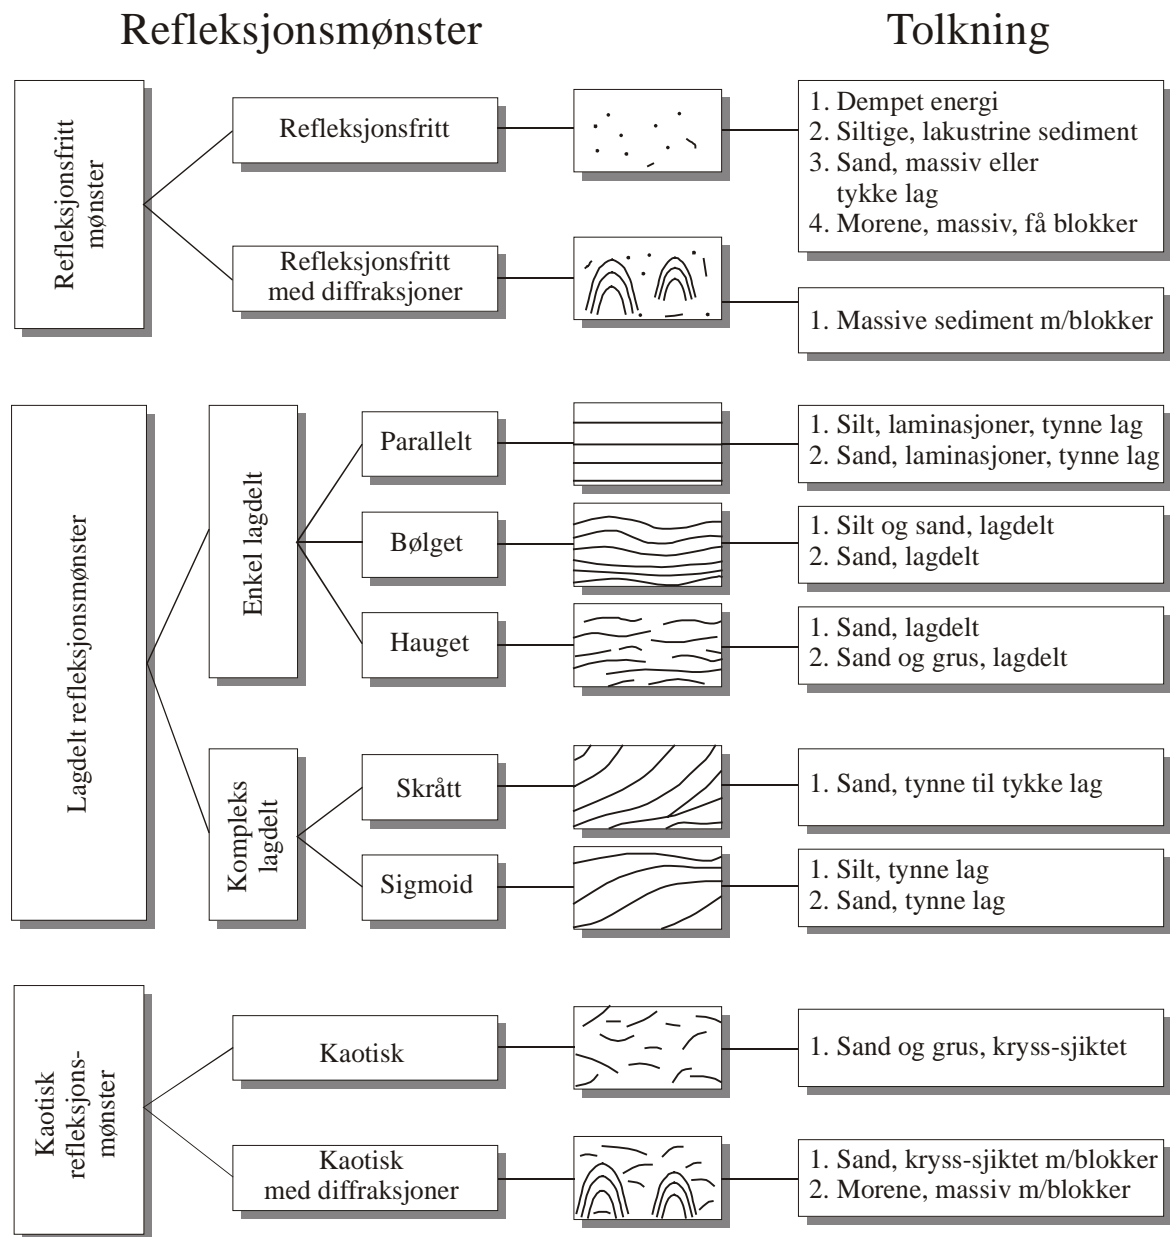 Refleksjonsmønster
Tolkning
Refleksjonsfritt
mønster
Refleksjonsfritt
1. Dempet energi
2. Siltige, lakustrine sediment
3. Sand, massiv eller
tykke lag
4. Morene, massiv, få blokker
Refleksjonsfritt
med diffraksjoner
1. Massive sediment m/blokker
Lagdelt refleksjonsmønster
Enkel lagdelt
Parallelt
1. Silt, laminasjoner, tynne lag
2. Sand, laminasjoner, tynne lag
Bølget
1. Silt og sand, lagdelt
2. Sand, lagdelt
Hauget
1. Sand, lagdelt
2. Sand og grus, lagdelt
Kompleks
lagdelt
Skrått
1. Sand, tynne til tykke lag
Sigmoid
1. Silt, tynne lag
2. Sand, tynne lag
Kaotisk
refleksjons-
mønster
Kaotisk
1. Sand og grus, kryss-sjiktet
Kaotisk
med diffraksjoner
1. Sand, kryss-sjiktet m/blokker
2. Morene, massiv m/blokker